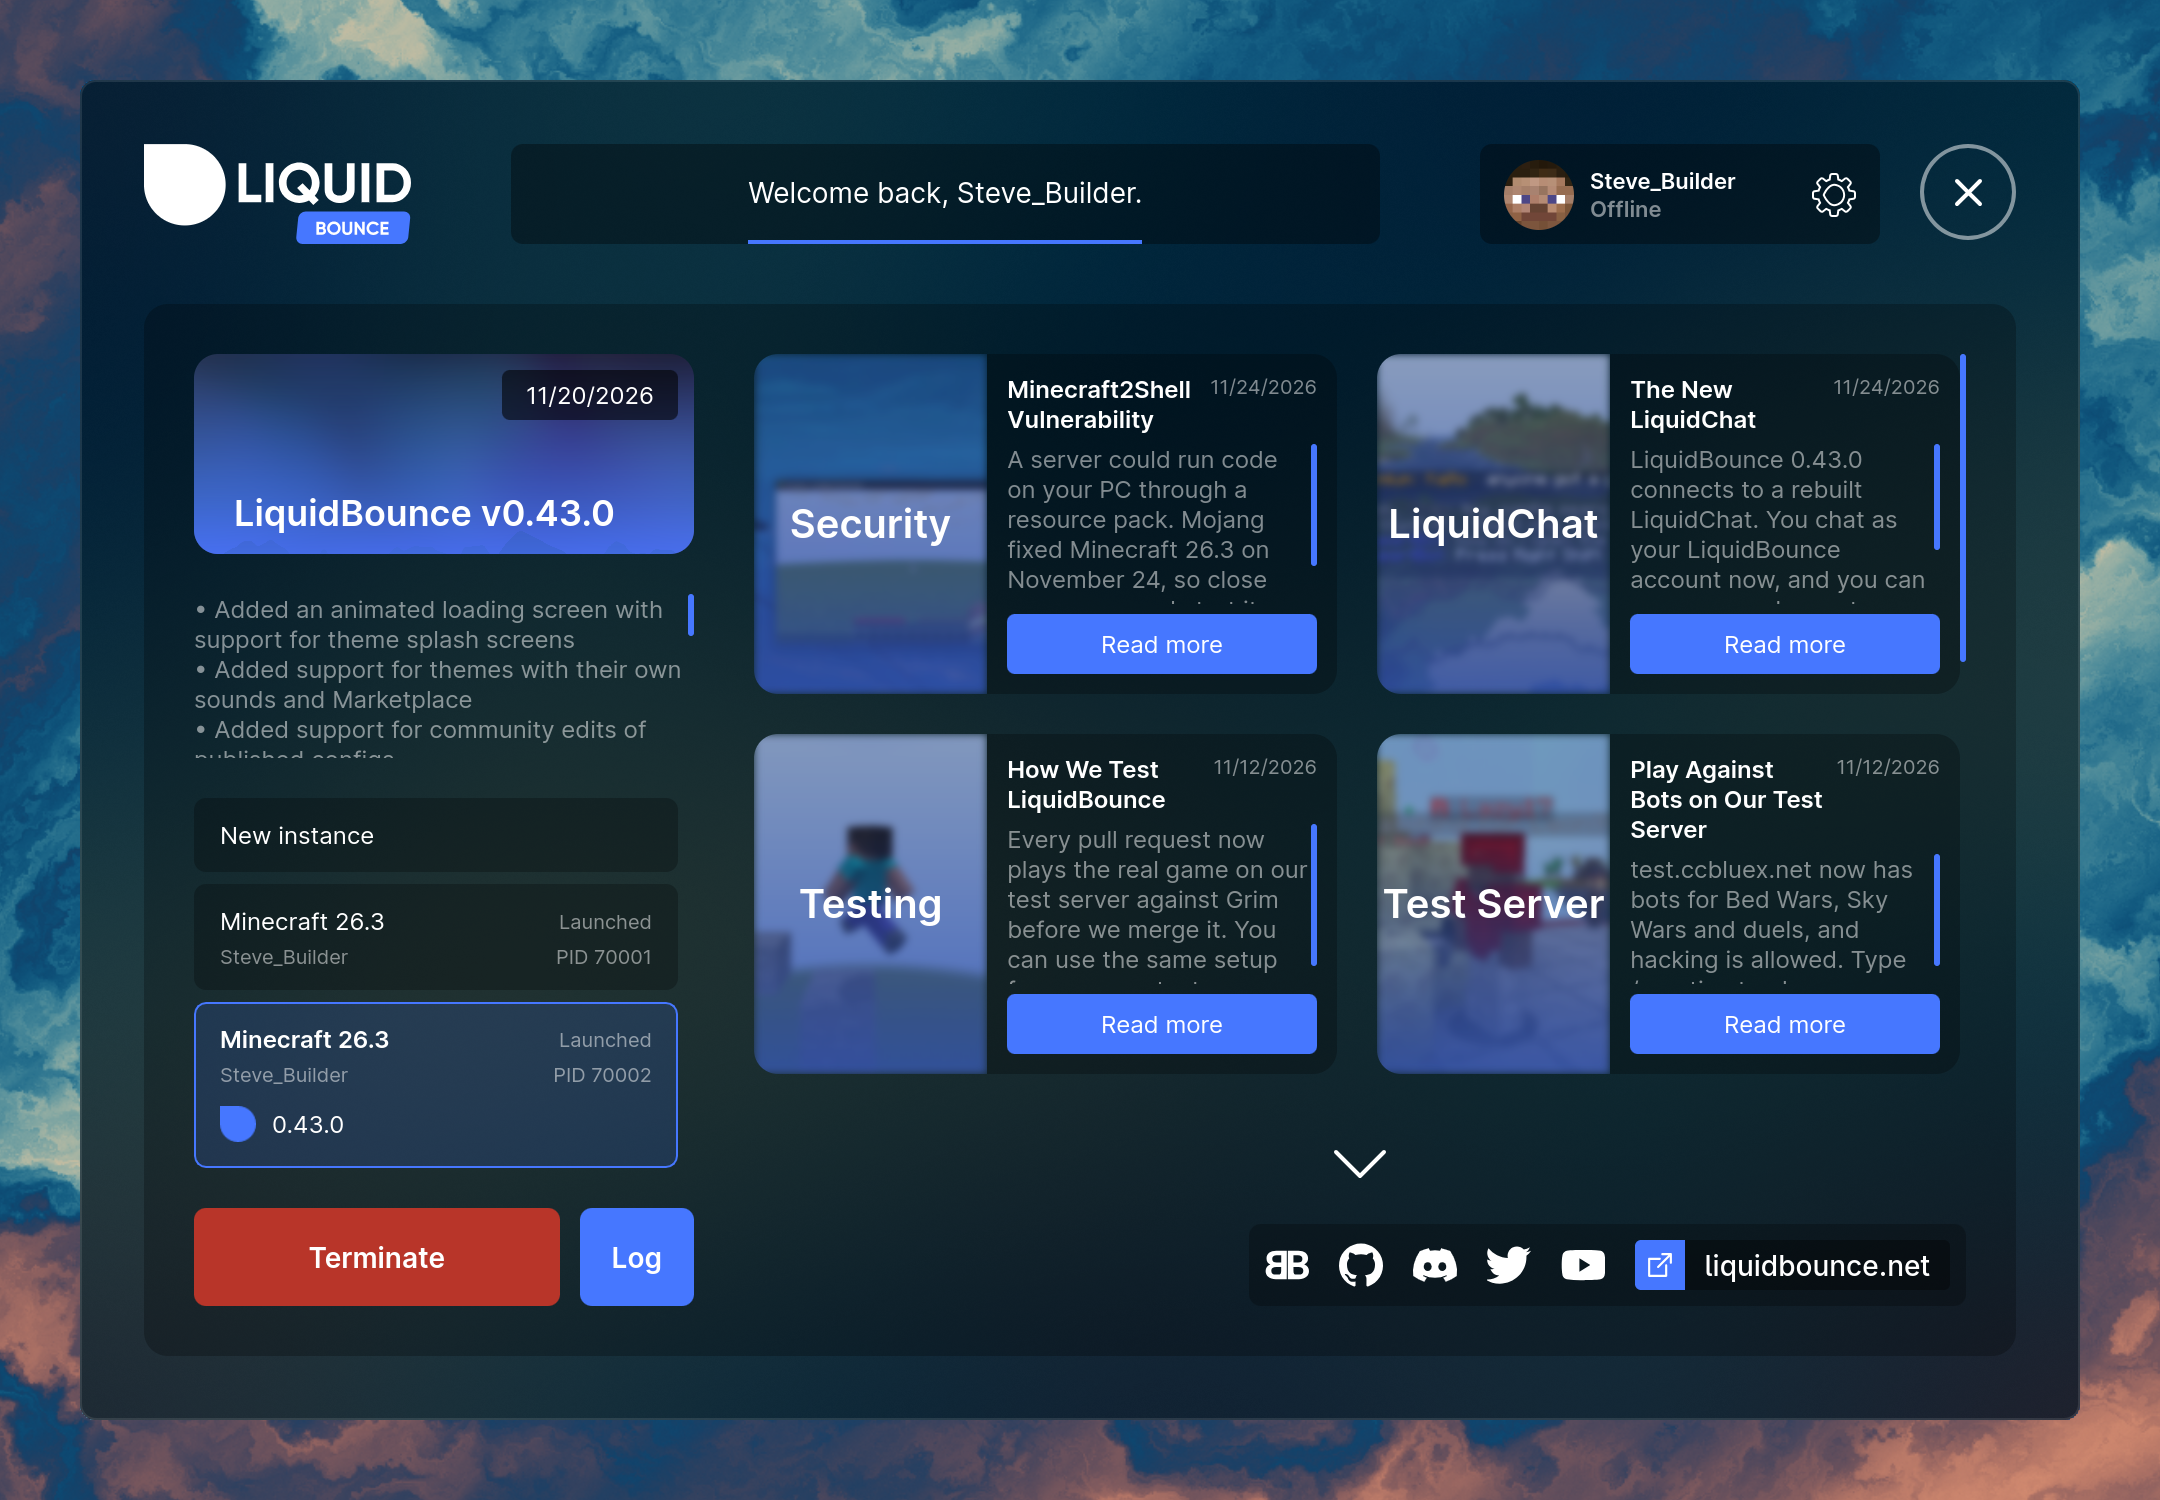 LIQUID
BOUNCE
Welcome back, Steve_Builder.
Steve_Builder
Offline
11/20/2026
LiquidBounce v0.43.0
• Added an animated loading screen with
support for theme splash screens
• Added support for themes with their own
sounds and Marketplace
• Added support for community edits of
published configs
New instance
Minecraft 26.3 Launched
Steve_Builder PID 70001
Minecraft 26.3 Launched
Steve_Builder PID 70002
0.43.0
Terminate
Log
Security
Minecraft2Shell 11/24/2026
Vulnerability
A server could run code
on your PC through a
resource pack. Mojang
fixed Minecraft 26.3 on
November 24, so close
Read more
LiquidChat
The New 11/24/2026
LiquidChat
LiquidBounce 0.43.0
connects to a rebuilt
LiquidChat. You chat as
your LiquidBounce
account now, and you can
Read more
Testing
How We Test 11/12/2026
LiquidBounce
Every pull request now
plays the real game on our
test server against Grim
before we merge it. You
can use the same setup
Read more
Test Server
Play Against 11/12/2026
Bots on Our Test
Server
test.ccbluex.net now has
bots for Bed Wars, Sky
Wars and duels, and
hacking is allowed. Type
Read more
liquidbounce.net